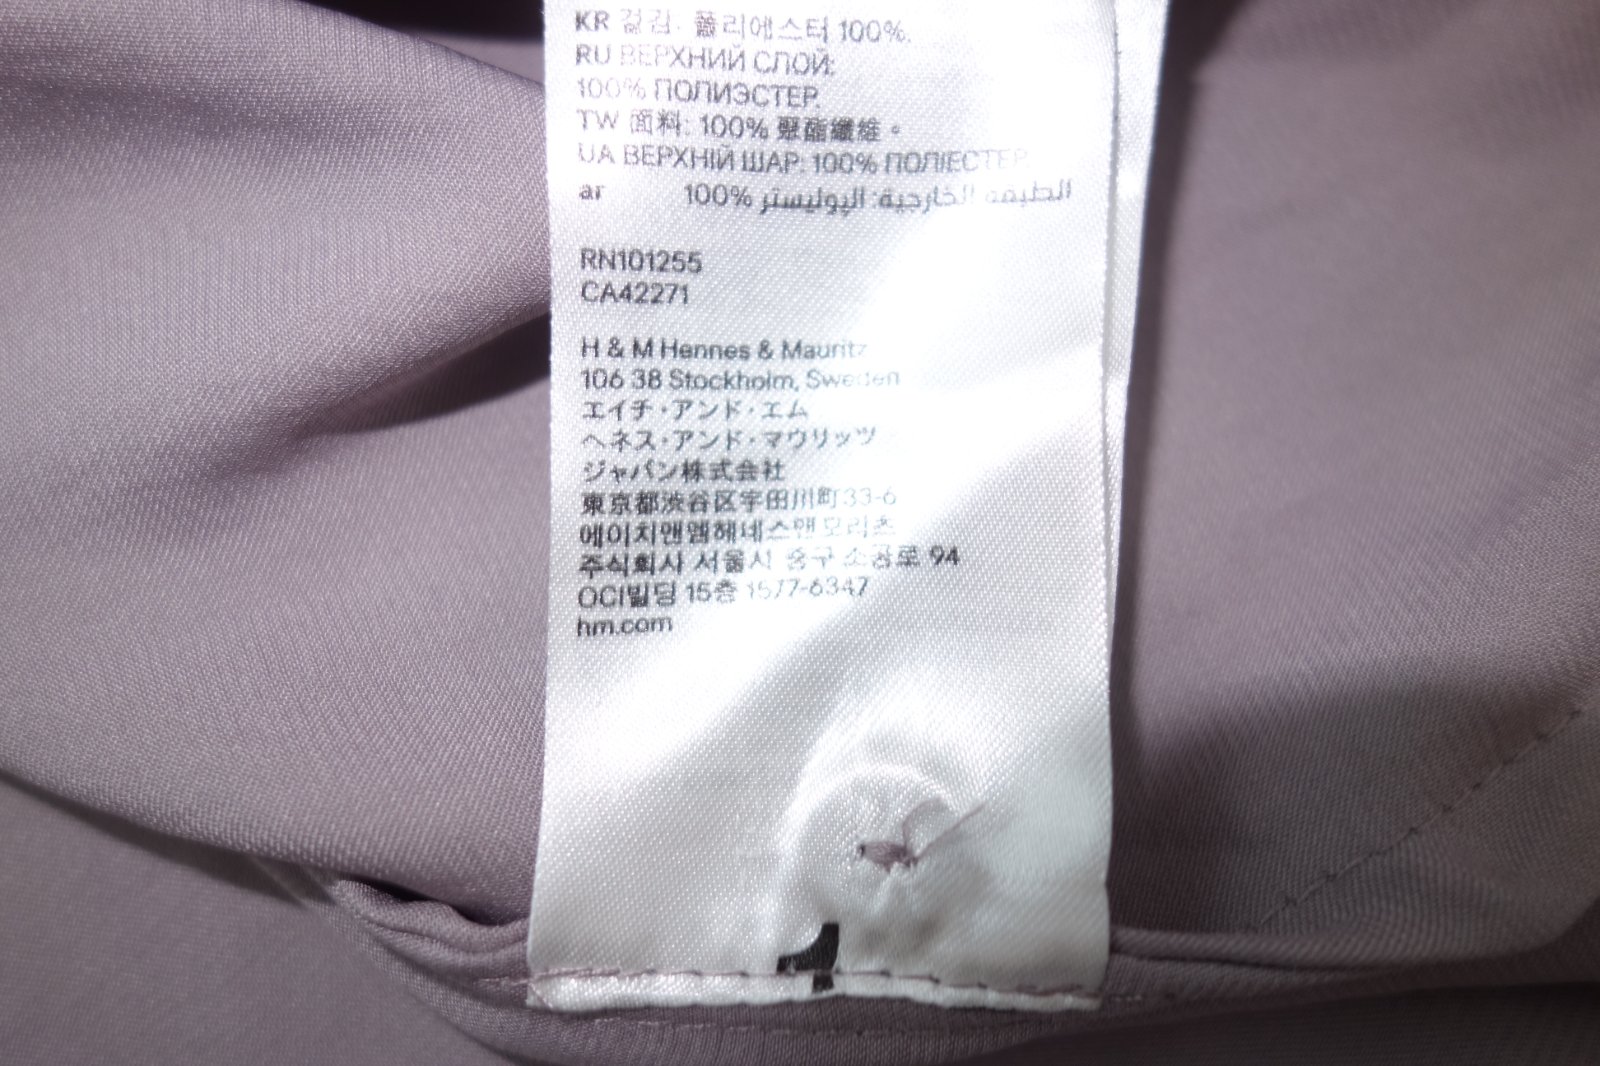 KR 겉감: 폴리에스터 100%.
RU ВЕРХНИЙ СЛОЙ:
100% ПОЛИЭСТЕР.
TW 面料: 100% 聚酯纖維。
UA ВЕРХНІЙ ШАР: 100% ПОЛІЕСТЕР.
ar الطبقة الخارجية: البوليستر 100%
RN101255
CA42271
H & M Hennes & Mauritz
106 38 Stockholm, Sweden
エイチ・アンド・エム
ヘネス・アンド・マウリッツ
ジャパン株式会社
東京都渋谷区宇田川町33-6
에이치앤엠헤네스앤모리츠
주식회사 서울시 중구 소공로 94
OCI빌딩 15층 1577-6347
hm.com
1